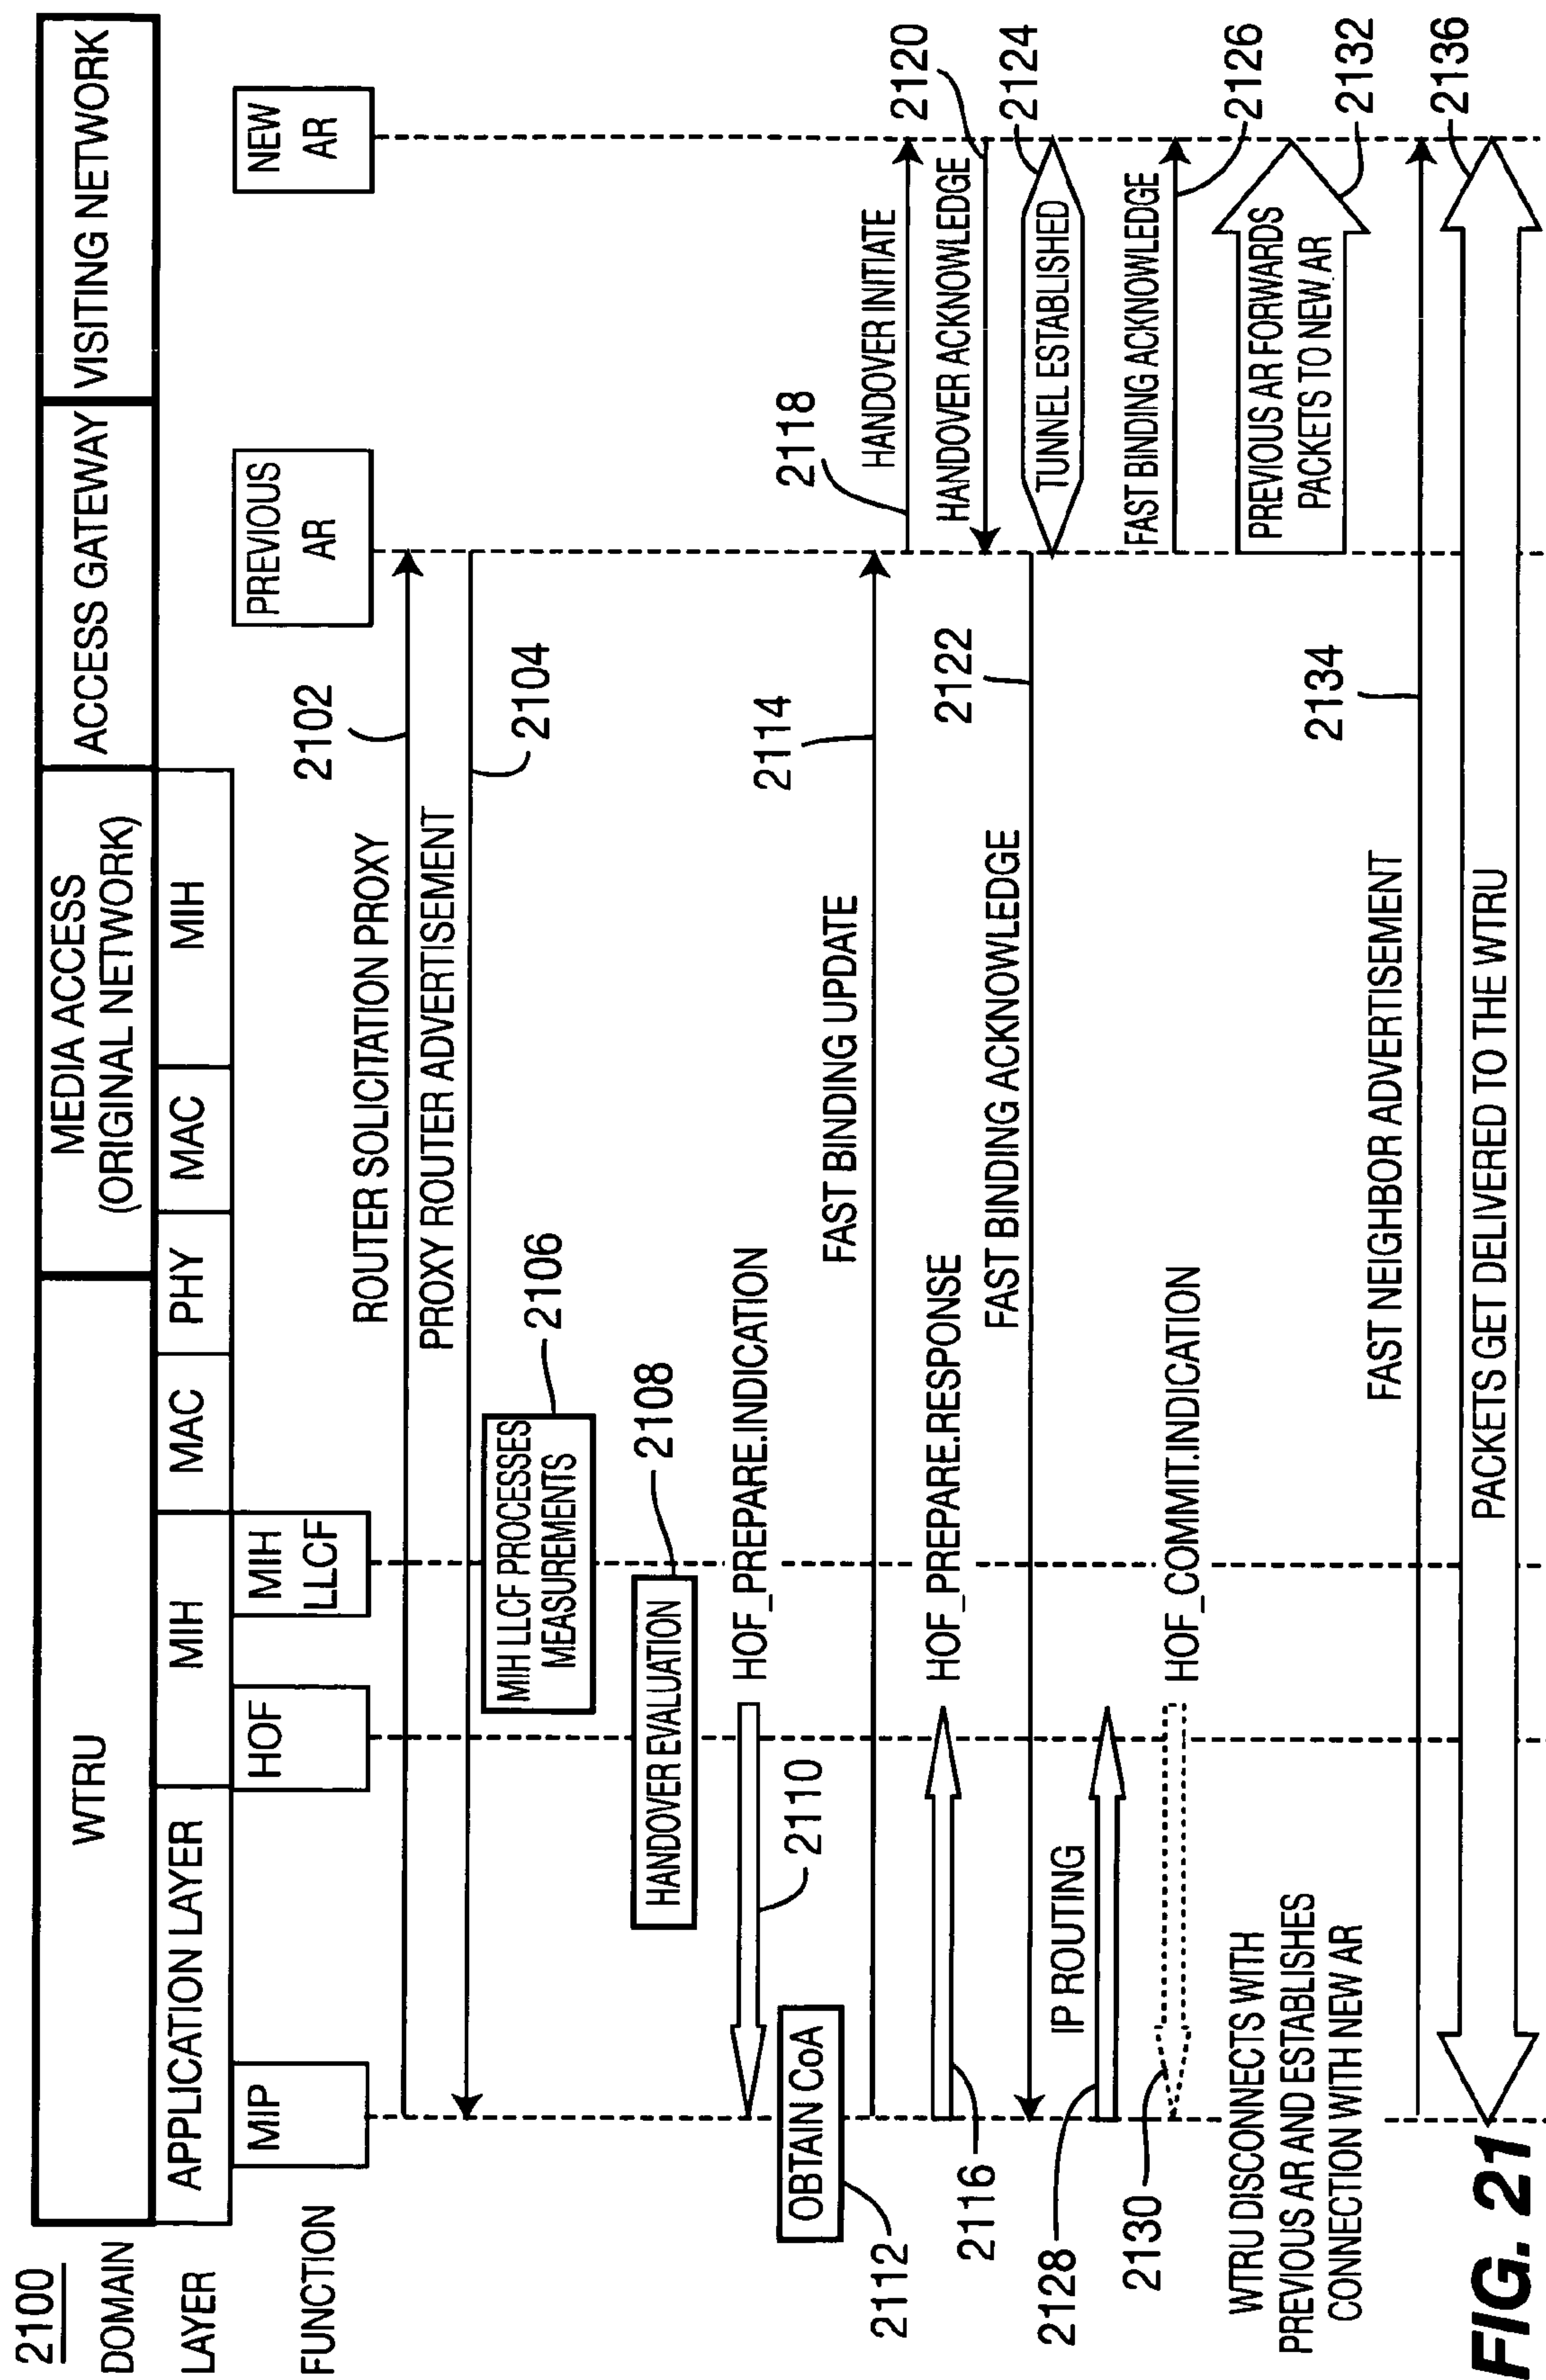 2100
DOMAIN
WTRU
MEDIA ACCESS
(ORIGINAL NETWORK)
ACCESS GATEWAY
VISITING NETWORK
LAYER
APPLICATION LAYER
MIH
MAC
PHY
MAC
MIH
FUNCTION
MIP
HOF
MIH
LLCF
PREVIOUS
AR
NEW
AR
2102
ROUTER SOLICITATION PROXY
PROXY ROUTER ADVERTISEMENT
2104
MIH LLCF PROCESSES
MEASUREMENTS
2106
HANDOVER EVALUATION
2108
HOF_PREPARE.INDICATION
2110
OBTAIN CoA
2112
FAST BINDING UPDATE
2114
HOF_PREPARE.RESPONSE
2116
2118
HANDOVER INITIATE
2120
HANDOVER ACKNOWLEDGE
FAST BINDING ACKNOWLEDGE
2122
TUNNEL ESTABLISHED
2124
FAST BINDING ACKNOWLEDGE
2126
IP ROUTING
2128
HOF_COMMIT.INDICATION
2130
PREVIOUS AR FORWARDS
PACKETS TO NEW AR
2132
WTRU DISCONNECTS WITH
PREVIOUS AR AND ESTABLISHES
CONNECTION WITH NEW AR
FAST NEIGHBOR ADVERTISEMENT
2134
PACKETS GET DELIVERED TO THE WTRU
2136
FIG. 21